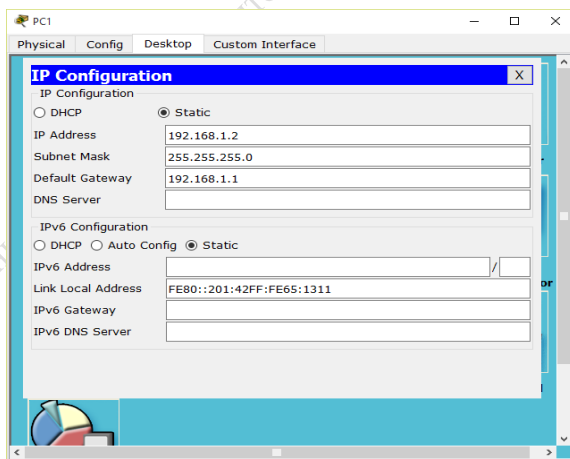 PC1
Physical Config Desktop Custom Interface
IP Configuration X
IP Configuration
DHCP Static
IP Address 192.168.1.2
Subnet Mask 255.255.255.0
Default Gateway 192.168.1.1
DNS Server
IPv6 Configuration
DHCP Auto Config Static
IPv6 Address /
Link Local Address FE80::201:42FF:FE65:1311
IPv6 Gateway
IPv6 DNS Server